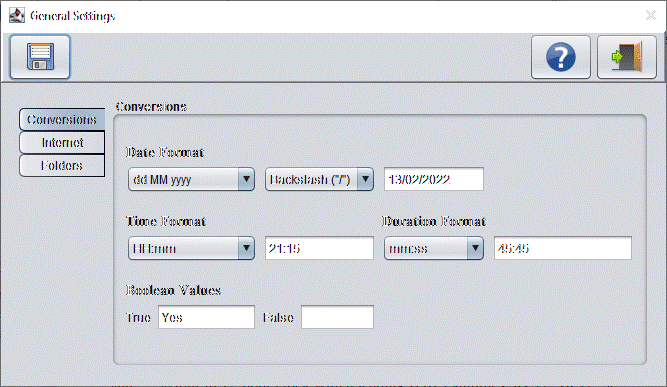 General Settings
Conversions
Conversions
Internet
Folders
Date Format
dd MM yyyy Backslash ("/") 13/02/2022
Time Format Duration Format
HH:mm 21:15 mm:ss 45:45
Boolean Values
True Yes False